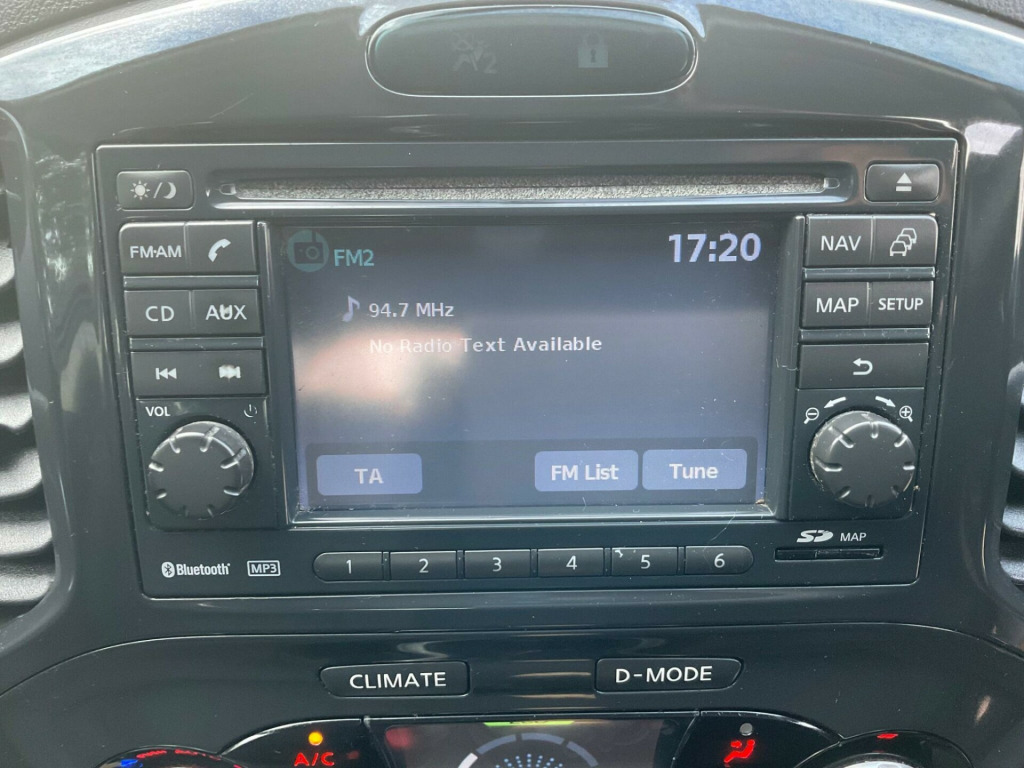 2
FM2
17:20
94.7 MHz
No Radio Text Available
TA
FM List
Tune
FM·AM
CD
AUX
VOL
NAV
MAP
SETUP
Bluetooth
MP3
1
2
3
4
5
6
SD
MAP
CLIMATE
D-MODE
A/C